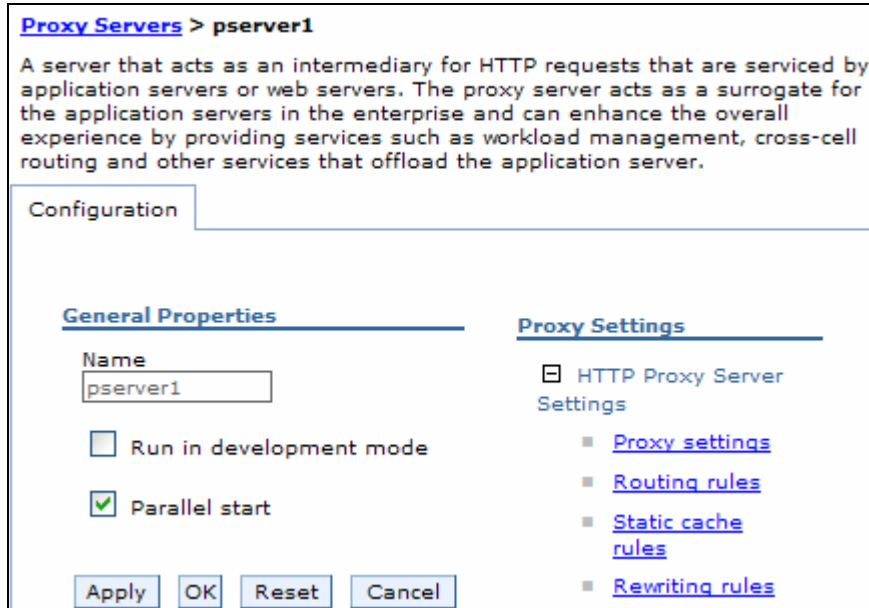 Proxy Servers > pserver1
A server that acts as an intermediary for HTTP requests that are serviced by
application servers or web servers. The proxy server acts as a surrogate for
the application servers in the enterprise and can enhance the overall
experience by providing services such as workload management, cross-cell
routing and other services that offload the application server.
Configuration
General Properties
Name
pserver1
Run in development mode
Parallel start
Apply OK Reset Cancel
Proxy Settings
HTTP Proxy Server
Settings
Proxy settings
Routing rules
Static cache
rules
Rewriting rules